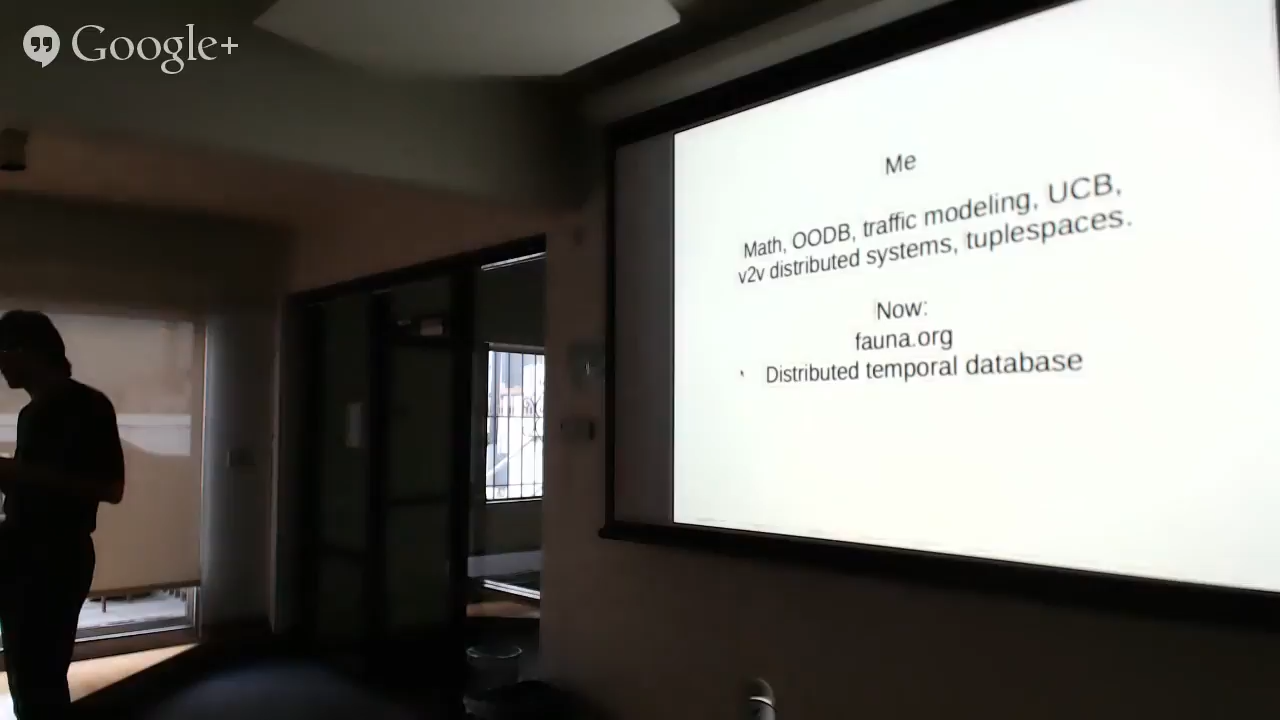 Google+
Me
Math, OODB, traffic modeling, UCB,
v2v distributed systems, tuplespaces.
Now:
fauna.org
Distributed temporal database